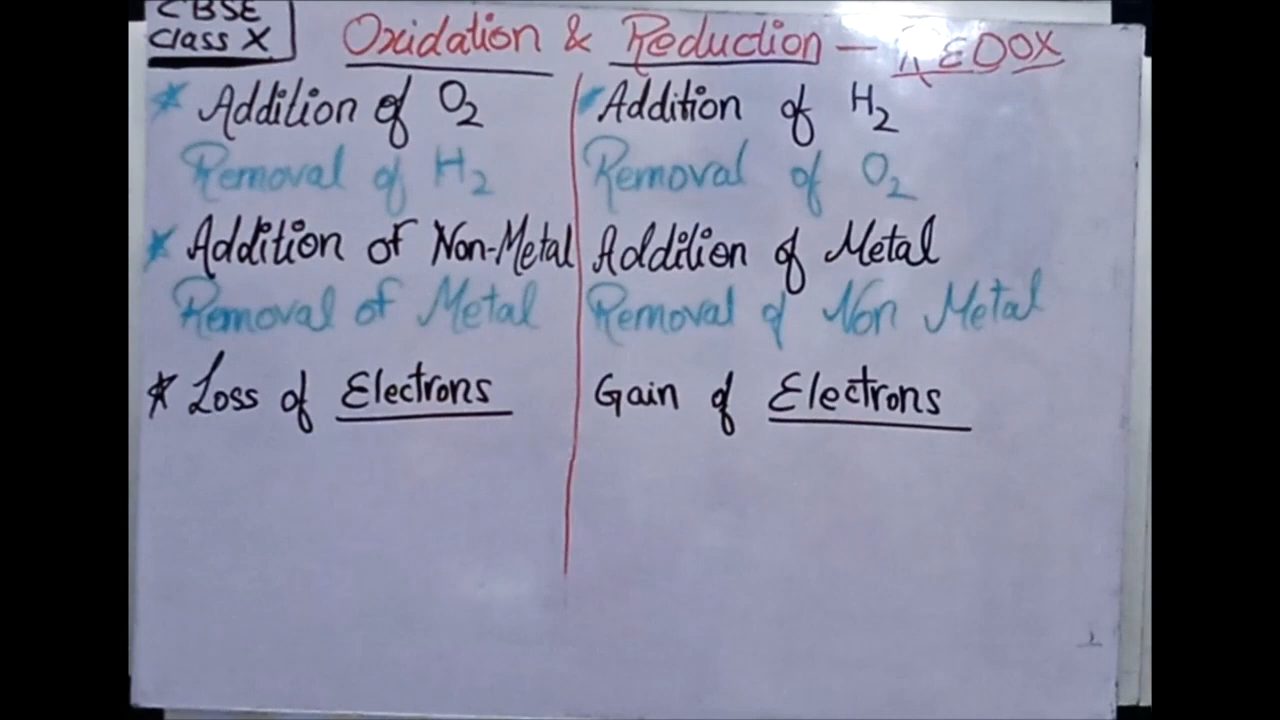 CBSE
Class X
Oxidation & Reduction — REDOX
* Addition of O2
Removal of H2
* Addition of Non-Metal
Removal of Metal
* Loss of Electrons
Addition of H2
Removal of O2
Addition of Metal
Removal of Non Metal
Gain of Electrons